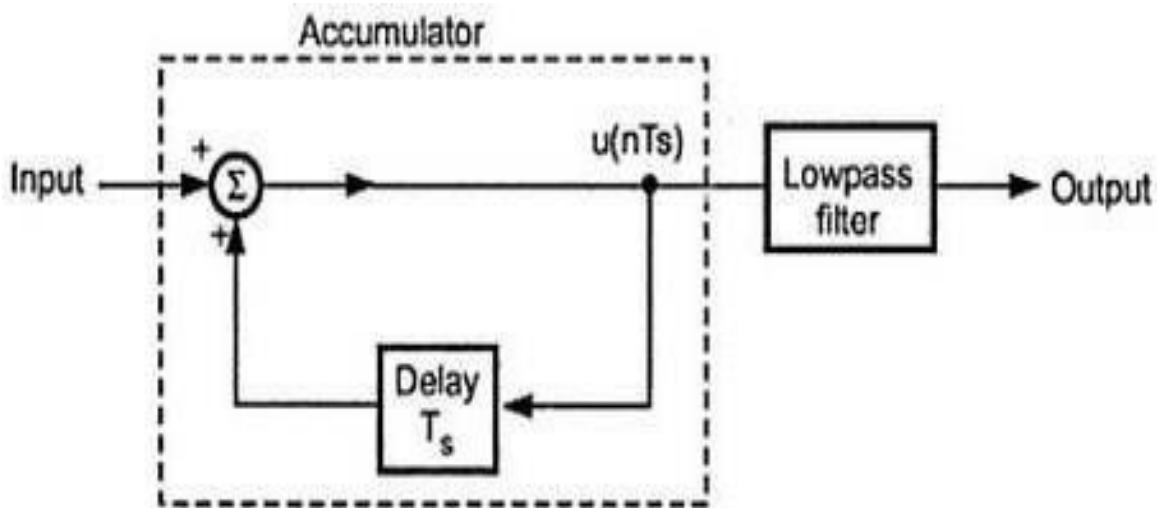 Accumulator
Input
+
Σ
+
u(nTs)
Lowpass
filter
Output
Delay
Ts